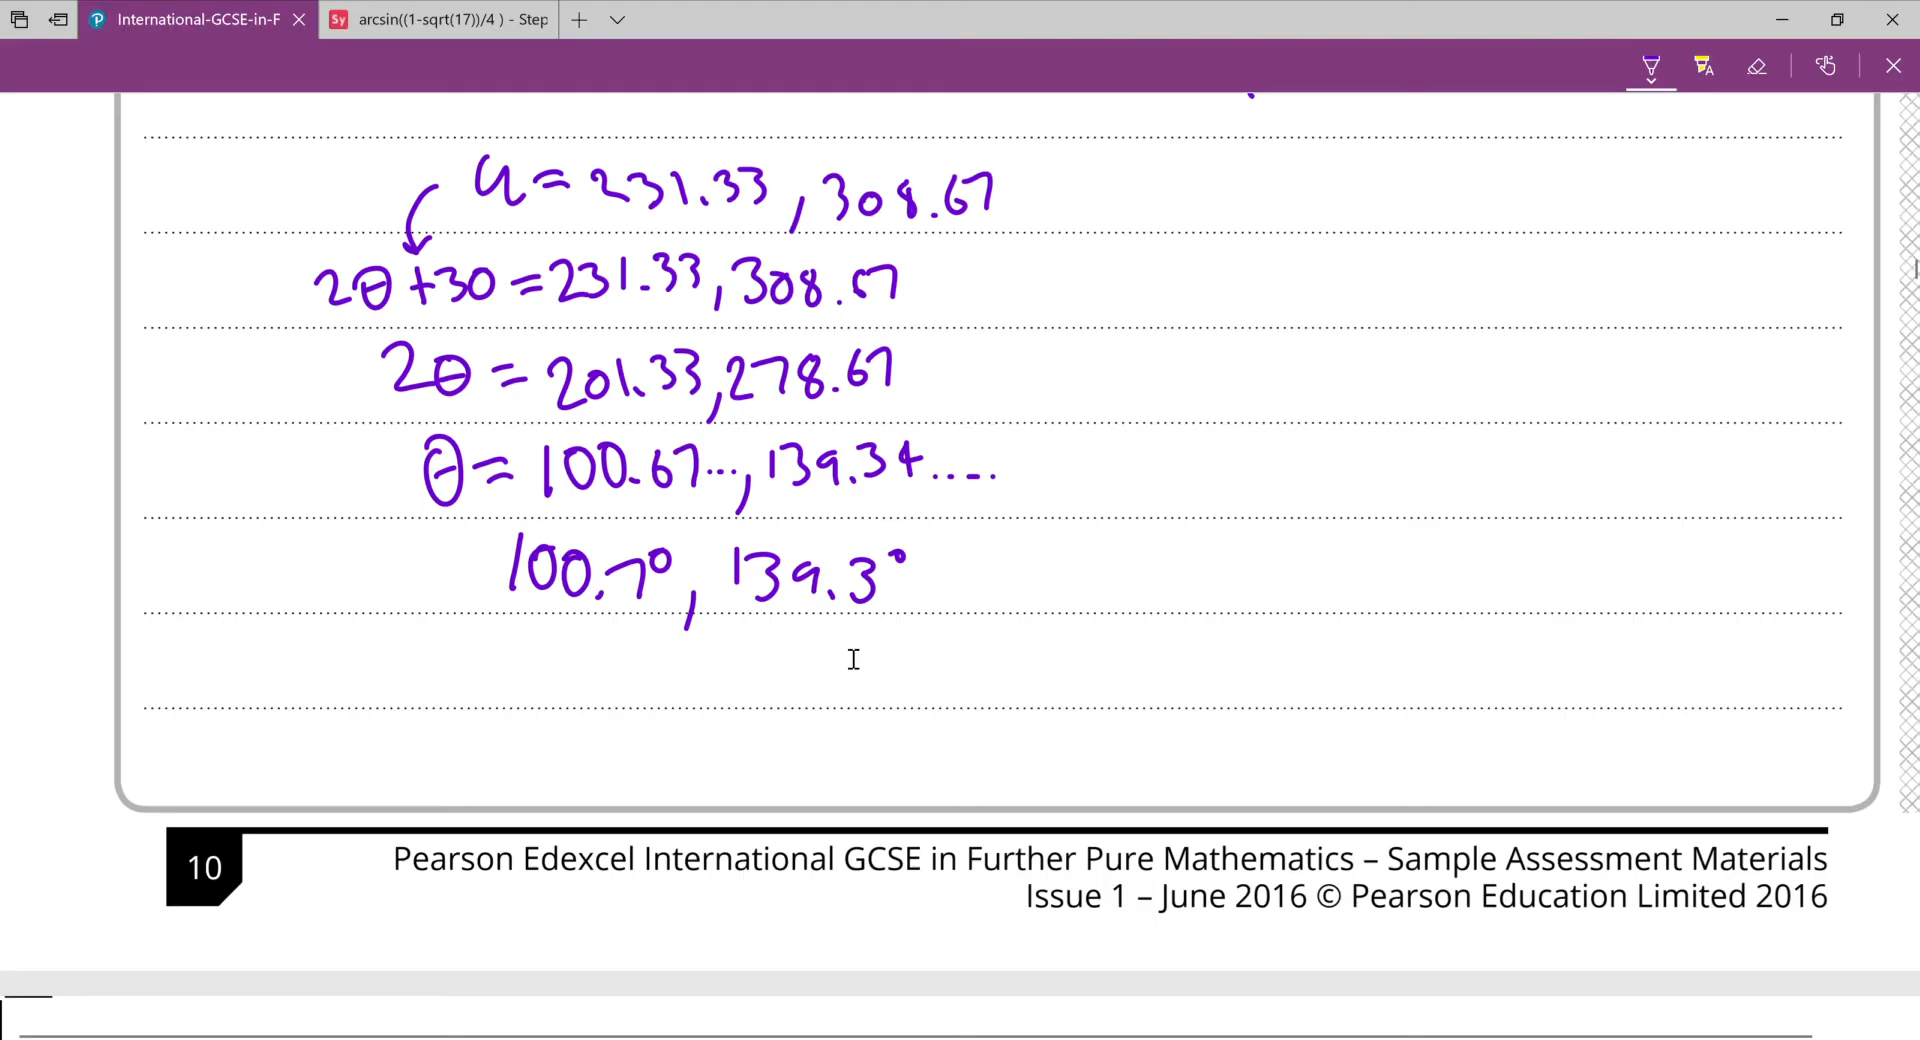 International-GCSE-in-F
arcsin((1-sqrt(17))/4 ) - Step
u = 231.33 , 308.67
2θ +30 = 231.33 , 308.67
2θ = 201.33, 278.67
θ = 100.67..., 139.34....
100.7°, 139.3°
10
Pearson Edexcel International GCSE in Further Pure Mathematics – Sample Assessment Materials
Issue 1 – June 2016 © Pearson Education Limited 2016